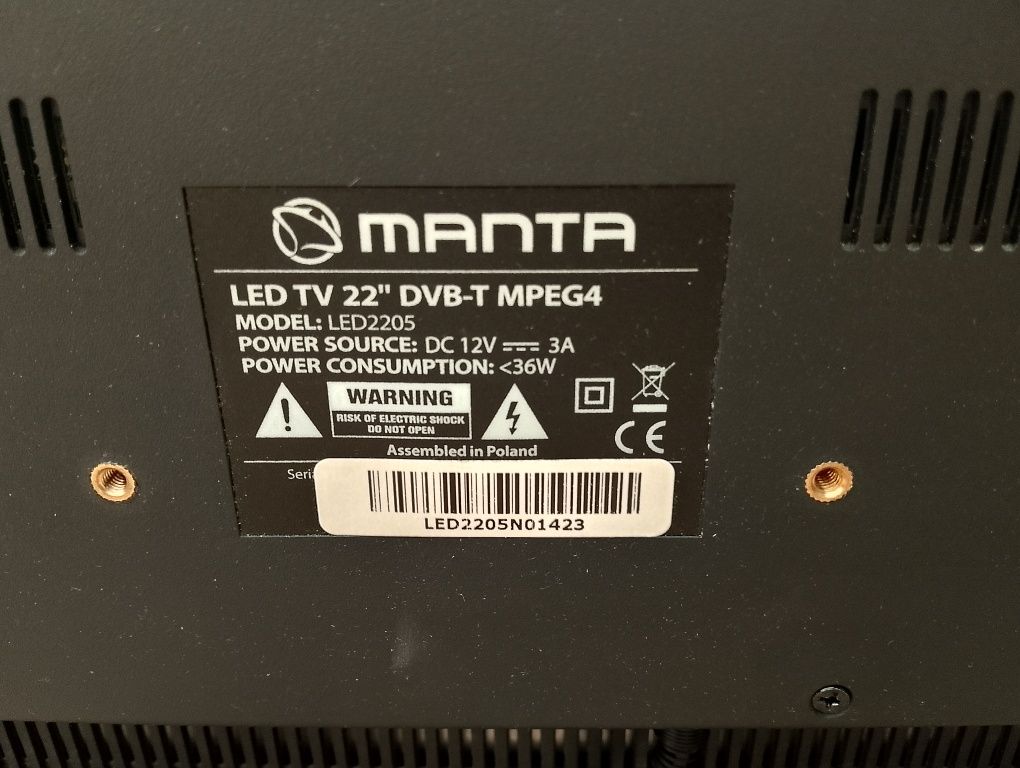 MANTA
LED TV 22" DVB-T MPEG4
MODEL: LED2205
POWER SOURCE: DC 12V ⎓ 3A
POWER CONSUMPTION: <36W
WARNING
RISK OF ELECTRIC SHOCK
DO NOT OPEN
CE
Assembled in Poland
Seria
LED2205N01423